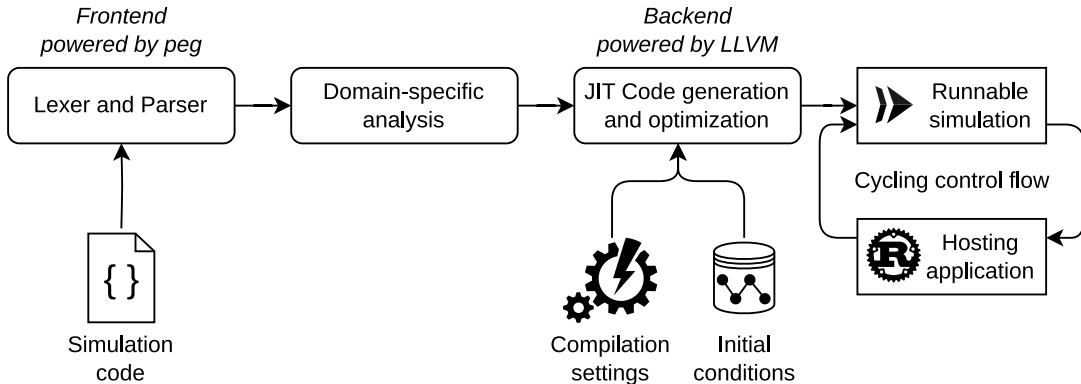 Frontend
powered by peg
Backend
powered by LLVM
Lexer and Parser
Domain-specific
analysis
JIT Code generation
and optimization
Runnable
simulation
Cycling control flow
{ }
R
Hosting
application
Simulation
code
Compilation
settings
Initial
conditions